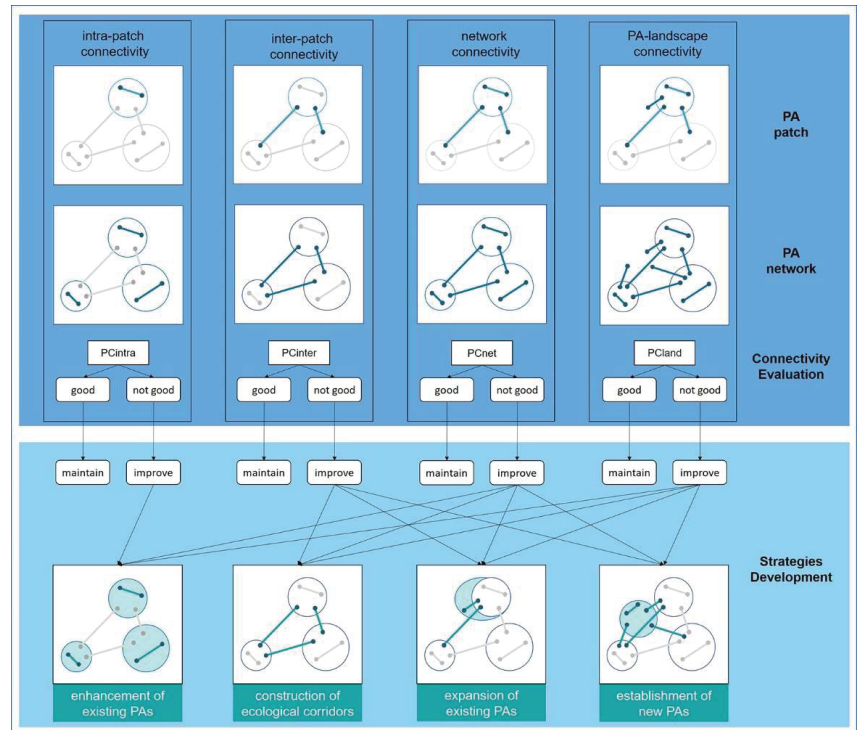 intra-patch
connectivity
inter-patch
connectivity
network
connectivity
PA-landscape
connectivity
PA
patch
PA
network
PCintra
PCinter
PCnet
PCland
Connectivity
Evaluation
good
not good
good
not good
good
not good
good
not good
maintain
improve
maintain
improve
maintain
improve
maintain
improve
Strategies
Development
enhancement of
existing PAs
construction of
ecological corridors
expansion of
existing PAs
establishment of
new PAs